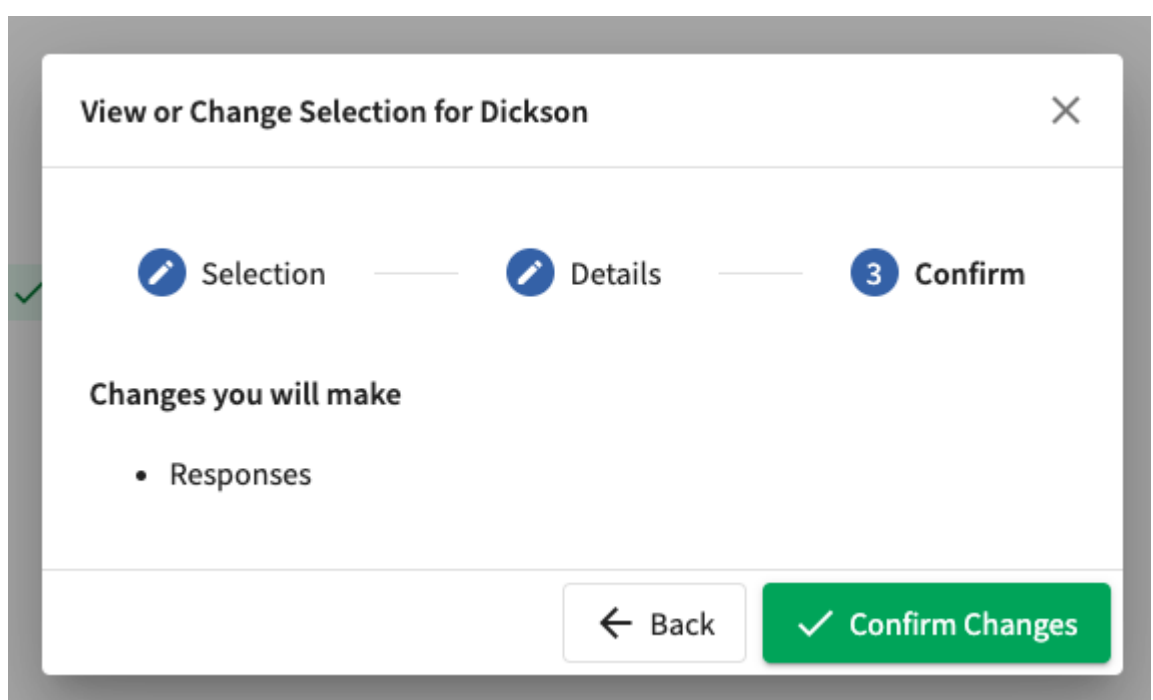 View or Change Selection for Dickson
Selection
Details
3 Confirm
Changes you will make
• Responses
Back
Confirm Changes